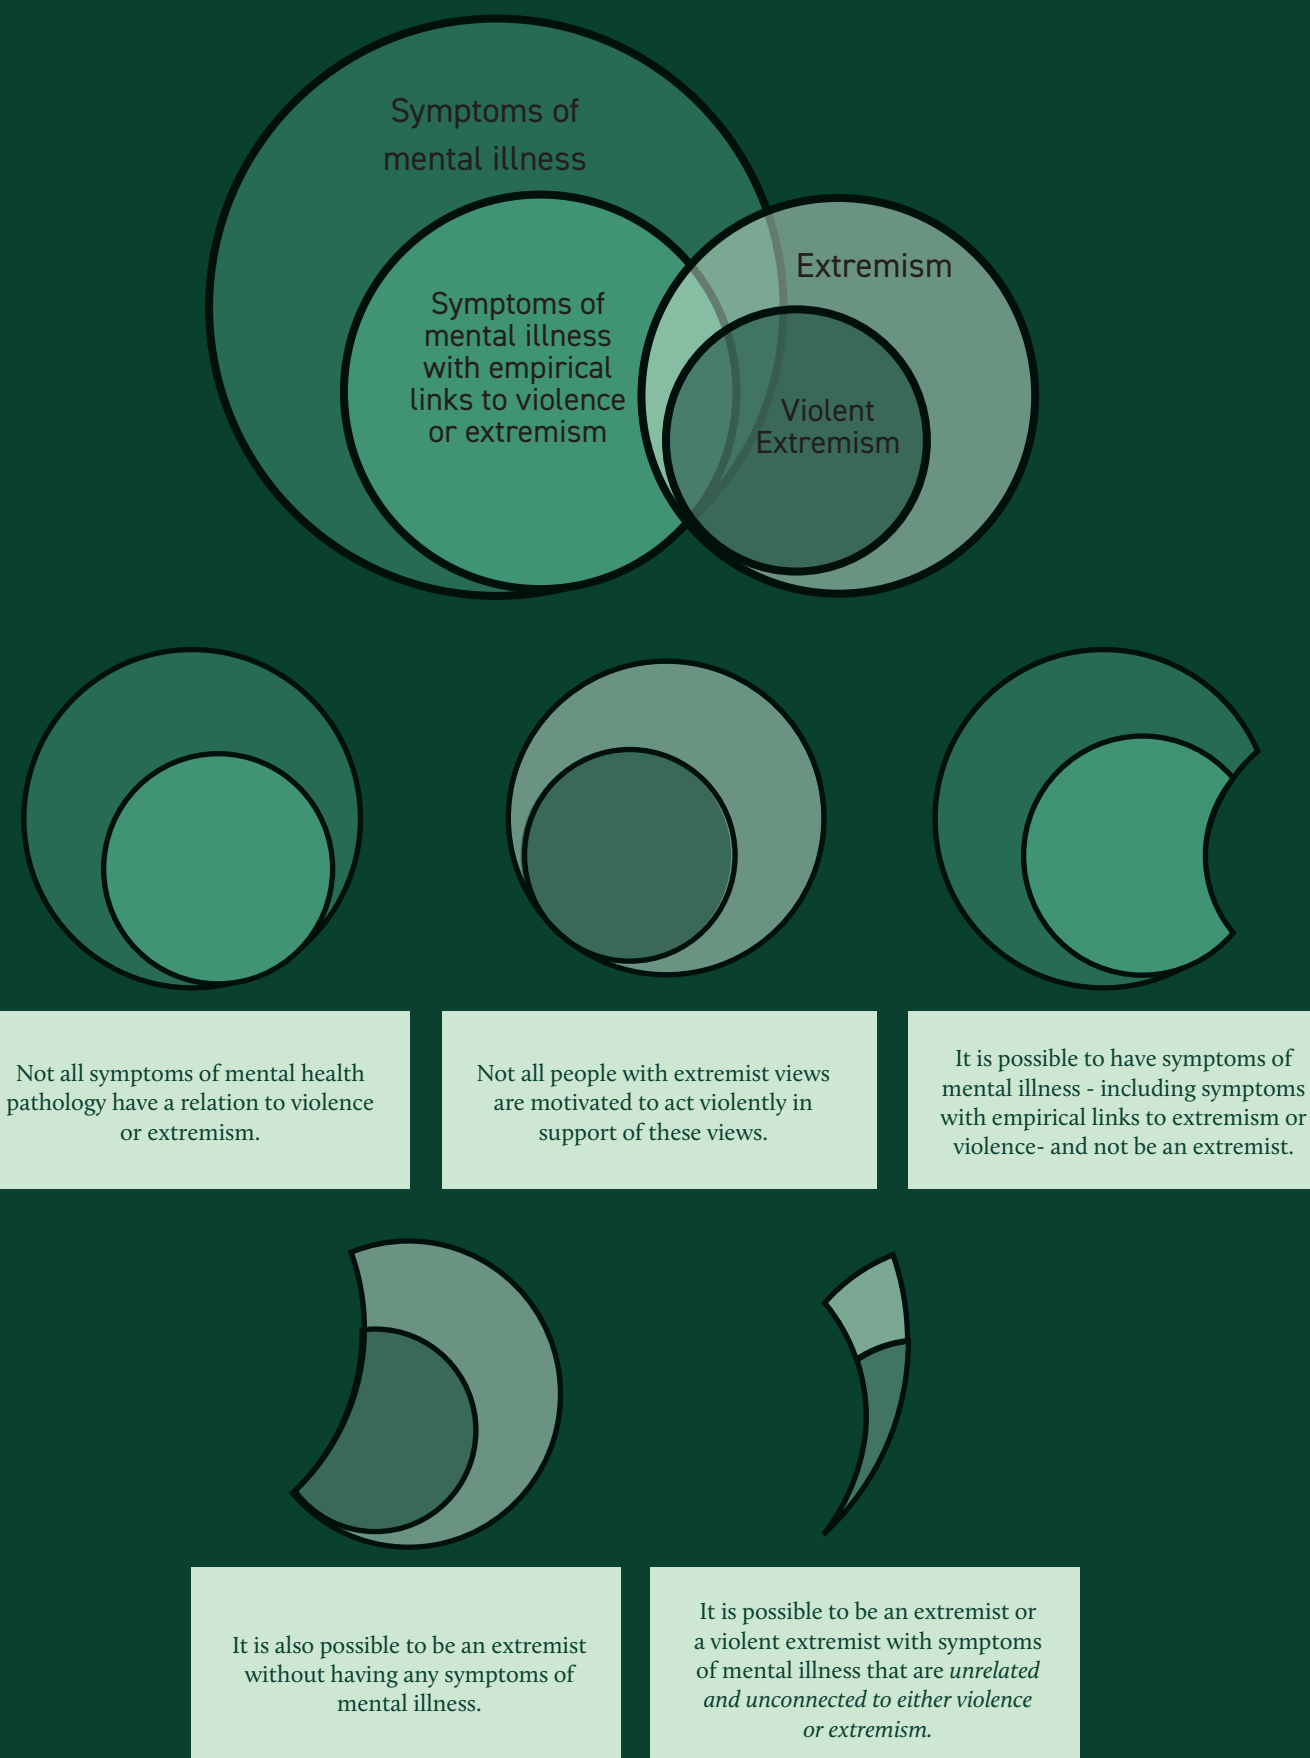 Symptoms of
mental illness
Extremism
Symptoms of
mental illness
with empirical
links to violence
or extremism
Violent
Extremism
Not all symptoms of mental health
pathology have a relation to violence
or extremism.
Not all people with extremist views
are motivated to act violently in
support of these views.
It is possible to have symptoms of
mental illness - including symptoms
with empirical links to extremism or
violence- and not be an extremist.
It is also possible to be an extremist
without having any symptoms of
mental illness.
It is possible to be an extremist or
a violent extremist with symptoms
of mental illness that are unrelated
and unconnected to either violence
or extremism.